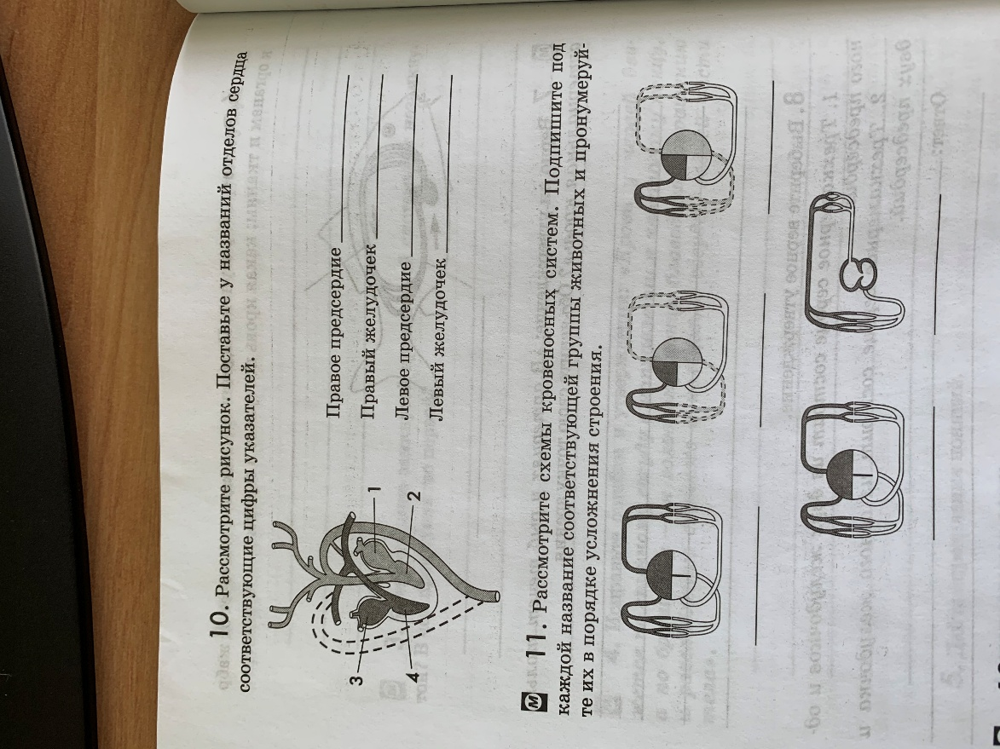 10. Рассмотрите рисунок. Поставьте у названий отделов сердца
соответствующие цифры указателей.
1
2
3
4
Правое предсердие
Правый желудочек
Левое предсердие
Левый желудочек
М 11. Рассмотрите схемы кровеносных систем. Подпишите под
каждой название соответствующей группы животных и пронумеруй-
те их в порядке усложнения строения.